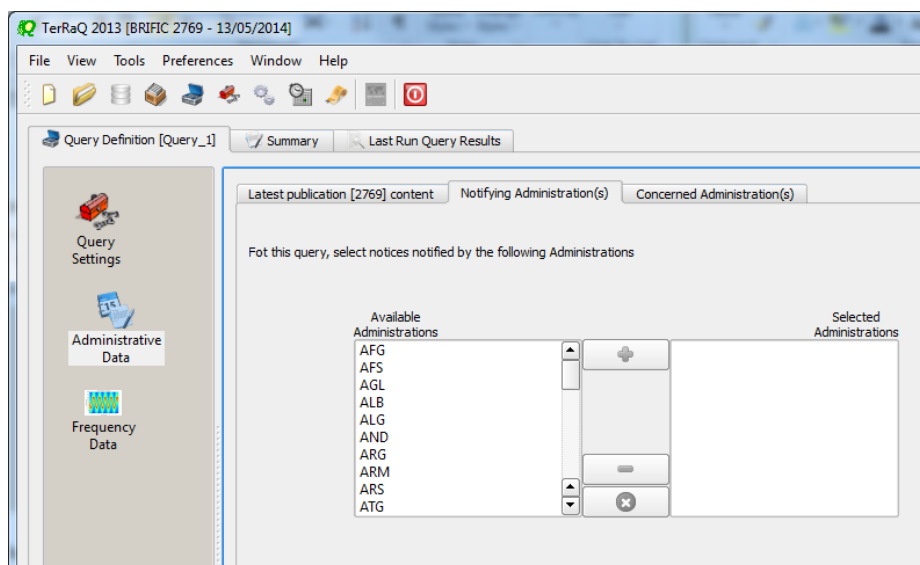 TerRaQ 2013 [BRIFIC 2769 - 13/05/2014]
File View Tools Preferences Window Help
Query Definition [Query_1] Summary Last Run Query Results
Latest publication [2769] content Notifying Administration(s) Concerned Administration(s)
Query
Settings
Fot this query, select notices notified by the following Administrations
Administrative
Data
Frequency
Data
Available
Administrations
AFG
AFS
AGL
ALB
ALG
AND
ARG
ARM
ARS
ATG
Selected
Administrations